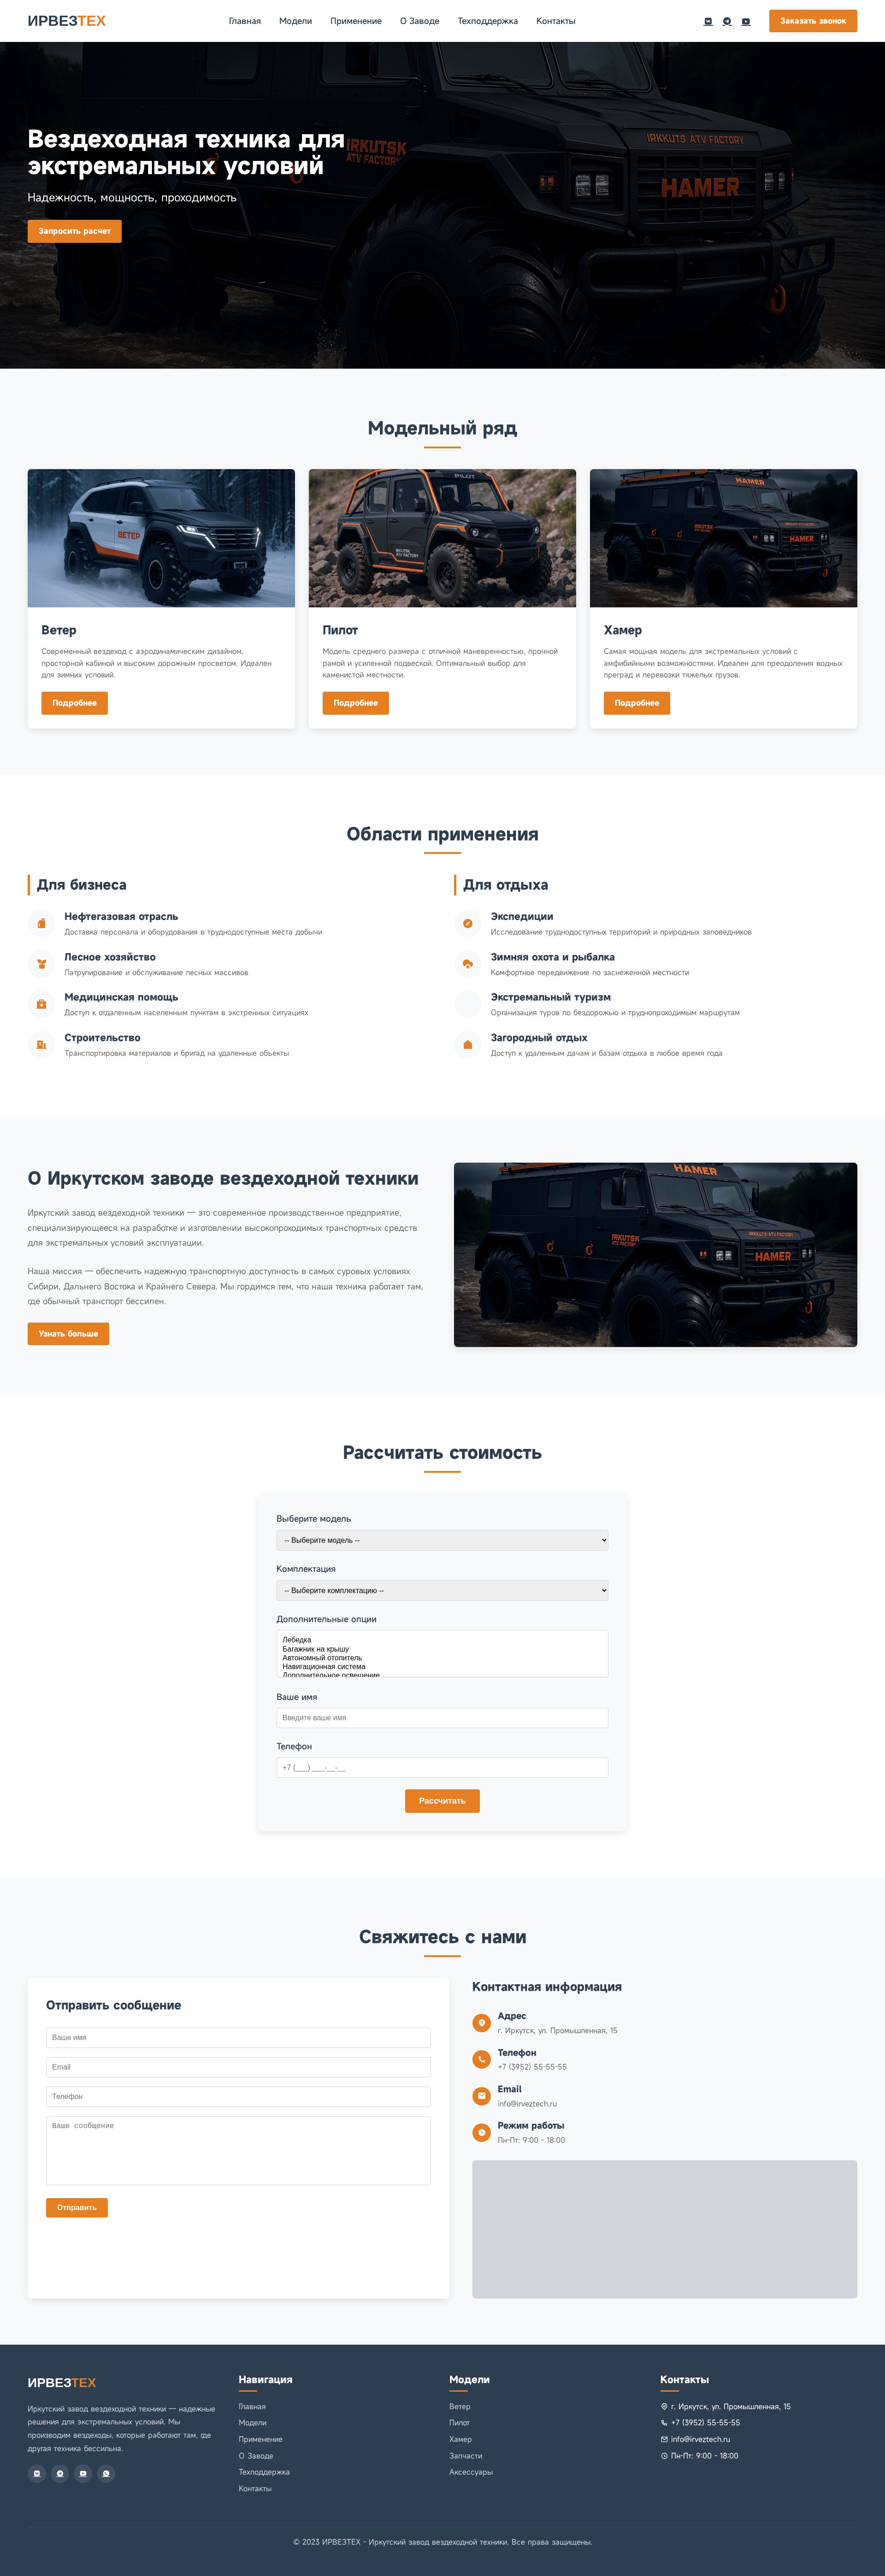 ИРВЕЗТЕХ
Главная Модели Применение О Заводе Техподдержка Контакты
Заказать звонок
Вездеходная техника для
экстремальных условий
Надежность, мощность, проходимость
Запросить расчет
IRKUTSK
ATV FACTORY
IRKKUTS ATV FACTORY
HAMER
Модельный ряд
ВЕТЕР
PILOT
IRKUTSK
ATV FACTORY
HAMER
IRKUTSK
ATV FACTORY
HAMER
Ветер
Современный вездеход с аэродинамическим дизайном,
просторной кабиной и высоким дорожным просветом. Идеален
для зимних условий.
Подробнее
Пилот
Модель среднего размера с отличной маневренностью, прочной
рамой и усиленной подвеской. Оптимальный выбор для
каменистой местности.
Подробнее
Хамер
Самая мощная модель для экстремальных условий с
амфибийными возможностями. Идеален для преодоления водных
преград и перевозки тяжелых грузов.
Подробнее
Области применения
Для бизнеса
Нефтегазовая отрасль
Доставка персонала и оборудования в труднодоступные места добычи
Лесное хозяйство
Патрулирование и обслуживание лесных массивов
Медицинская помощь
Доступ к отдаленным населенным пунктам в экстренных ситуациях
Строительство
Транспортировка материалов и бригад на удаленные объекты
Для отдыха
Экспедиции
Исследование труднодоступных территорий и природных заповедников
Зимняя охота и рыбалка
Комфортное передвижение по заснеженной местности
Экстремальный туризм
Организация туров по бездорожью и труднопроходимым маршрутам
Загородный отдых
Доступ к удаленным дачам и базам отдыха в любое время года
О Иркутском заводе вездеходной техники
Иркутский завод вездеходной техники — это современное производственное предприятие,
специализирующееся на разработке и изготовлении высокопроходимых транспортных средств
для экстремальных условий эксплуатации.
Наша миссия — обеспечить надежную транспортную доступность в самых суровых условиях
Сибири, Дальнего Востока и Крайнего Севера. Мы гордимся тем, что наша техника работает там,
где обычный транспорт бессилен.
Узнать больше
HAMER
IRKUTSK
ATV FACTORY
IRKKUTS ATV FACTORY
HAMER
Рассчитать стоимость
Выберите модель
-- Выберите модель --
Комплектация
-- Выберите комплектацию --
Дополнительные опции
Лебедка
Багажник на крышу
Автономный отопитель
Навигационная система
Дополнительное освещение
Ваше имя
Введите ваше имя
Телефон
+7 (___) ___-__-__
Рассчитать
Свяжитесь с нами
Отправить сообщение
Ваше имя
Email
Телефон
Ваше сообщение
Отправить
Контактная информация
Адрес
г. Иркутск, ул. Промышленная, 15
Телефон
+7 (3952) 55-55-55
Email
info@irveztech.ru
Режим работы
Пн-Пт: 9:00 - 18:00
ИРВЕЗТЕХ
Иркутский завод вездеходной техники — надежные
решения для экстремальных условий. Мы
производим вездеходы, которые работают там, где
другая техника бессильна.
Навигация
Главная
Модели
Применение
О Заводе
Техподдержка
Контакты
Модели
Ветер
Пилот
Хамер
Запчасти
Аксессуары
Контакты
г. Иркутск, ул. Промышленная, 15
+7 (3952) 55-55-55
info@irveztech.ru
Пн-Пт: 9:00 - 18:00
© 2023 ИРВЕЗТЕХ - Иркутский завод вездеходной техники. Все права защищены.